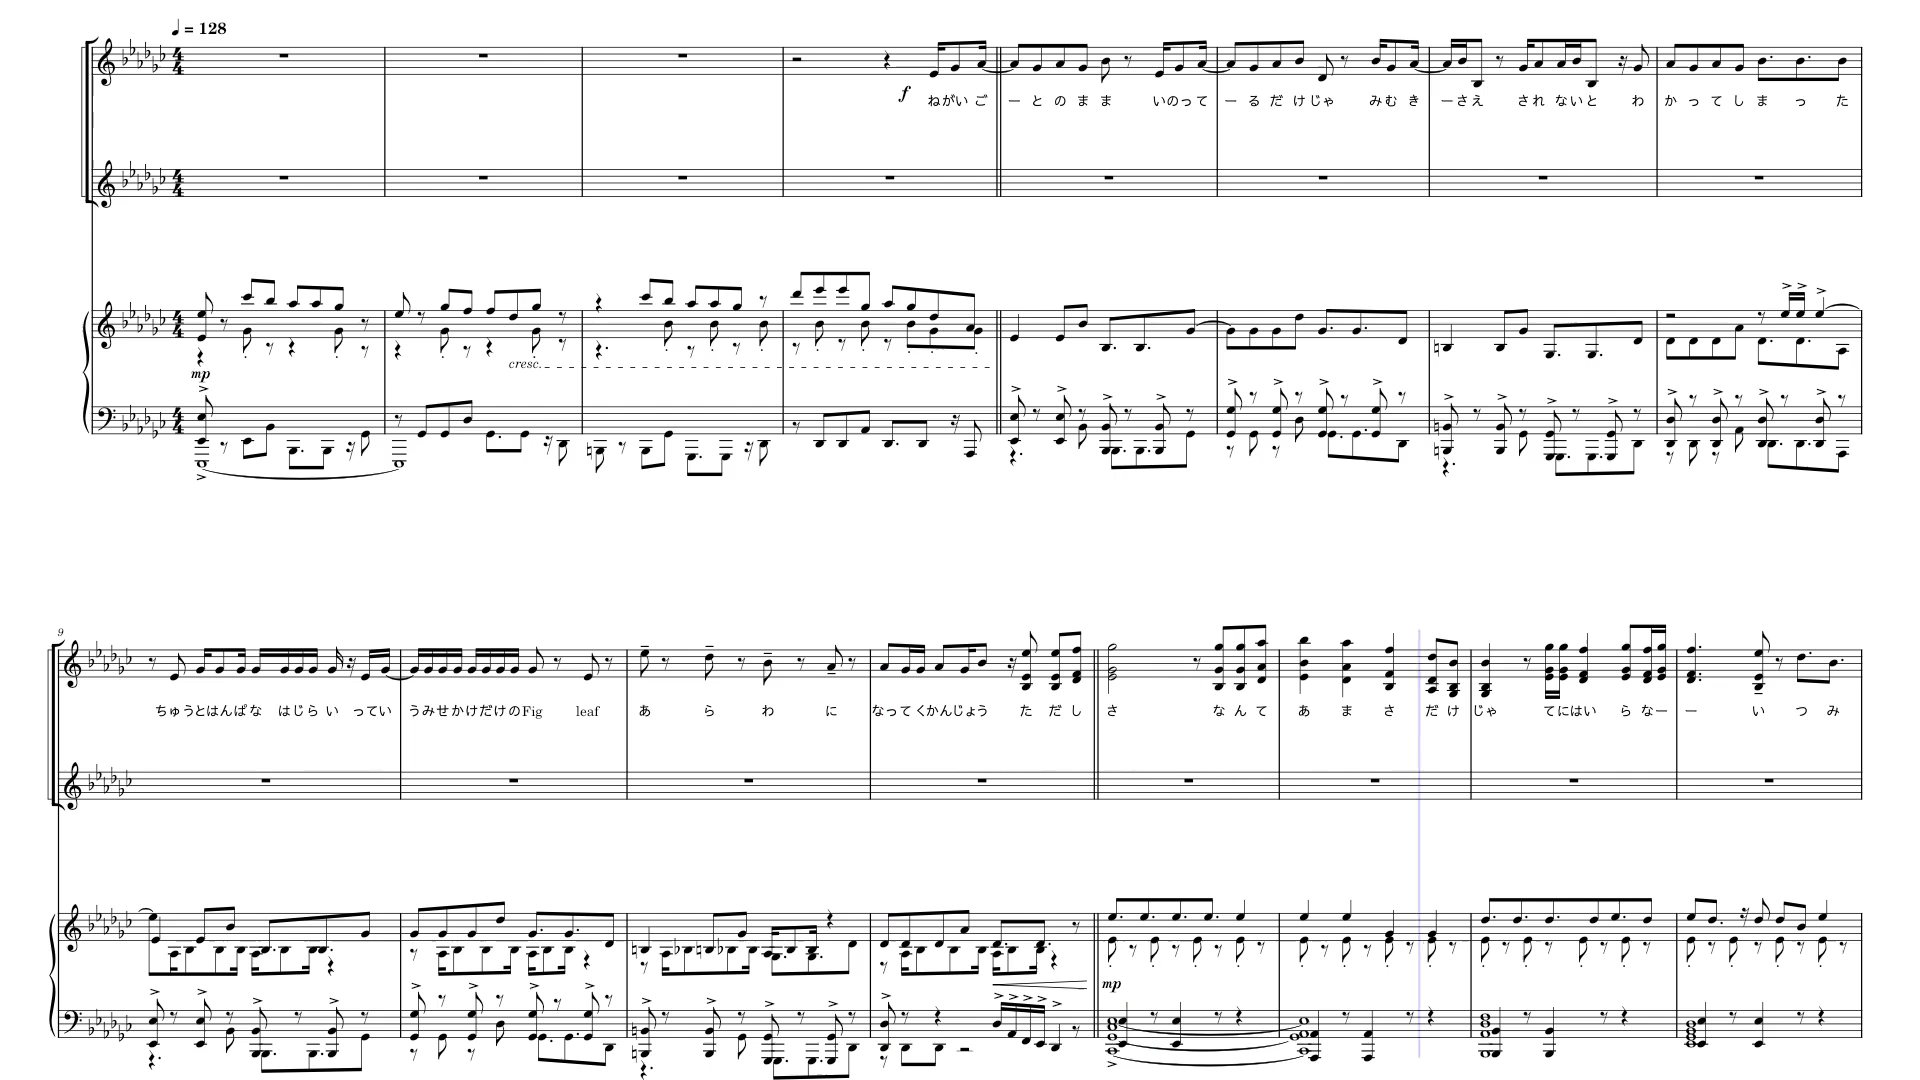 ♩ = 128
f
ねがい ご ー と の ま ま いのって ー る だ け じゃ みむ き ーさえ されないと わ か っ て し ま っ た
mp
cresc.
9
ちゅうとはんぱな はじら い ってい うみせかけだけのFig leaf あ ら わ に なってくかんじょう た だ し さ な ん て あ ま さ だ け じゃ てにはい ら なー ー い つ み
mp